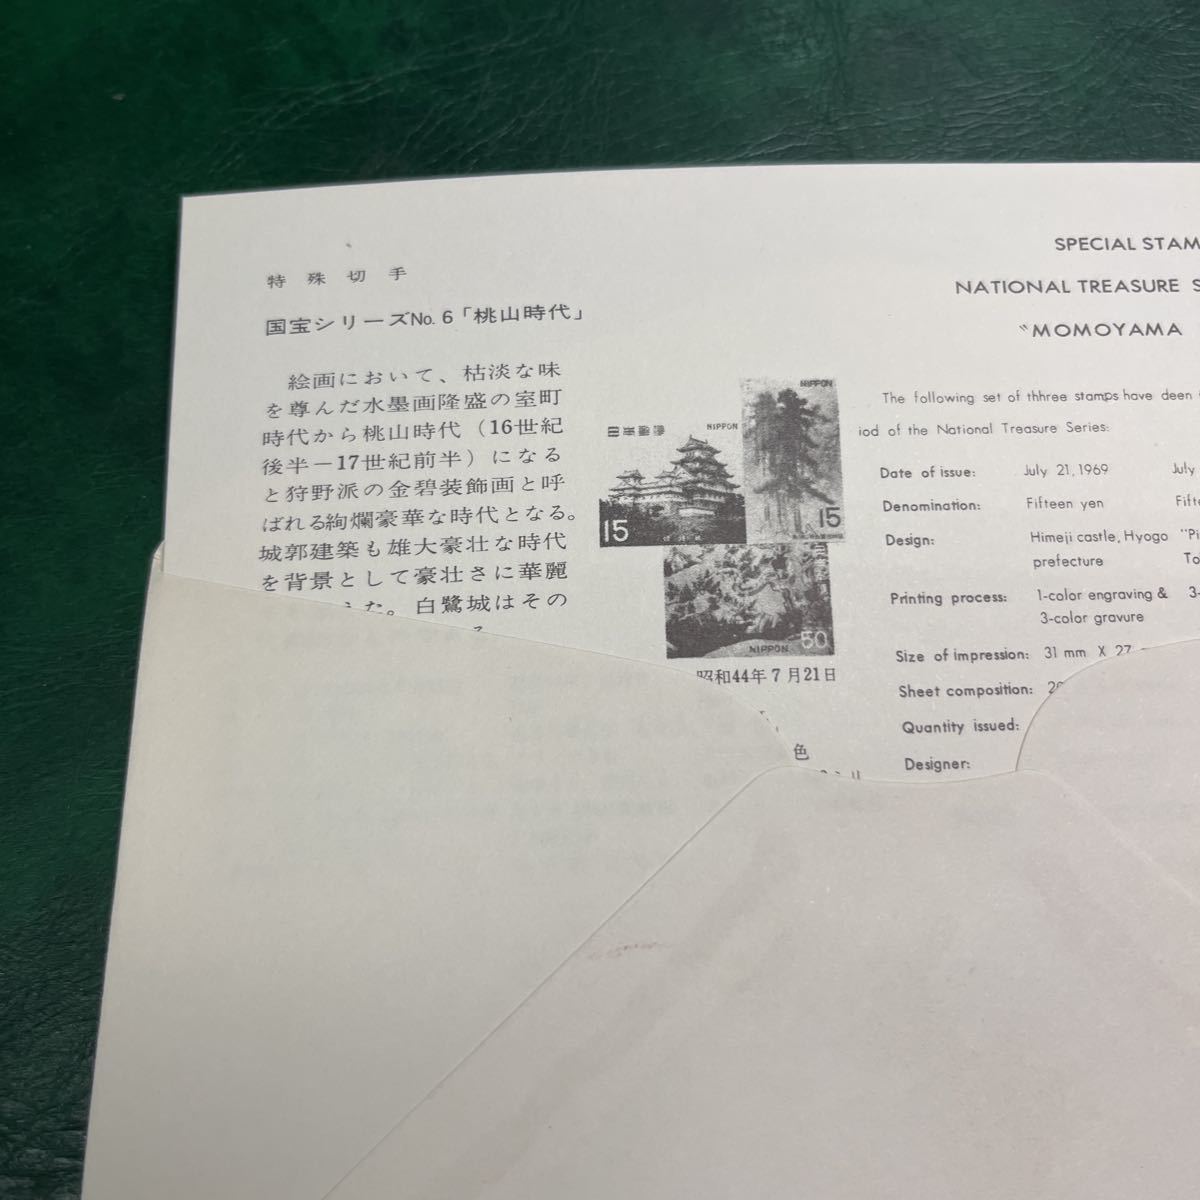 特殊切手
国宝シリーズNo. 6「桃山時代」
絵画において、枯淡な味
を尊んだ水墨画隆盛の室町
時代から桃山時代（16世紀
後半－17世紀前半）になる
と狩野派の金碧装飾画と呼
ばれる絢爛豪華な時代となる。
城郭建築も雄大豪壮な時代
を背景として豪壮さに華麗
た。白鷺城はその
日本郵便
NIPPON
15
NIPPON
15
NIPPON 50
昭和44年7月21日
色
SPECIAL STAM
NATIONAL TREASURE S
"MOMOYAMA
The following set of thhree stamps have deen
iod of the National Treasure Series:
Date of issue: July 21, 1969 July
Denomination: Fifteen yen Fift
Design: Himeji castle, Hyogo "Pi
prefecture To
Printing process: 1-color engraving & 3-
3-color gravure
Size of impression: 31 mm X 27
Sheet composition: 20
Quantity issued:
Designer: